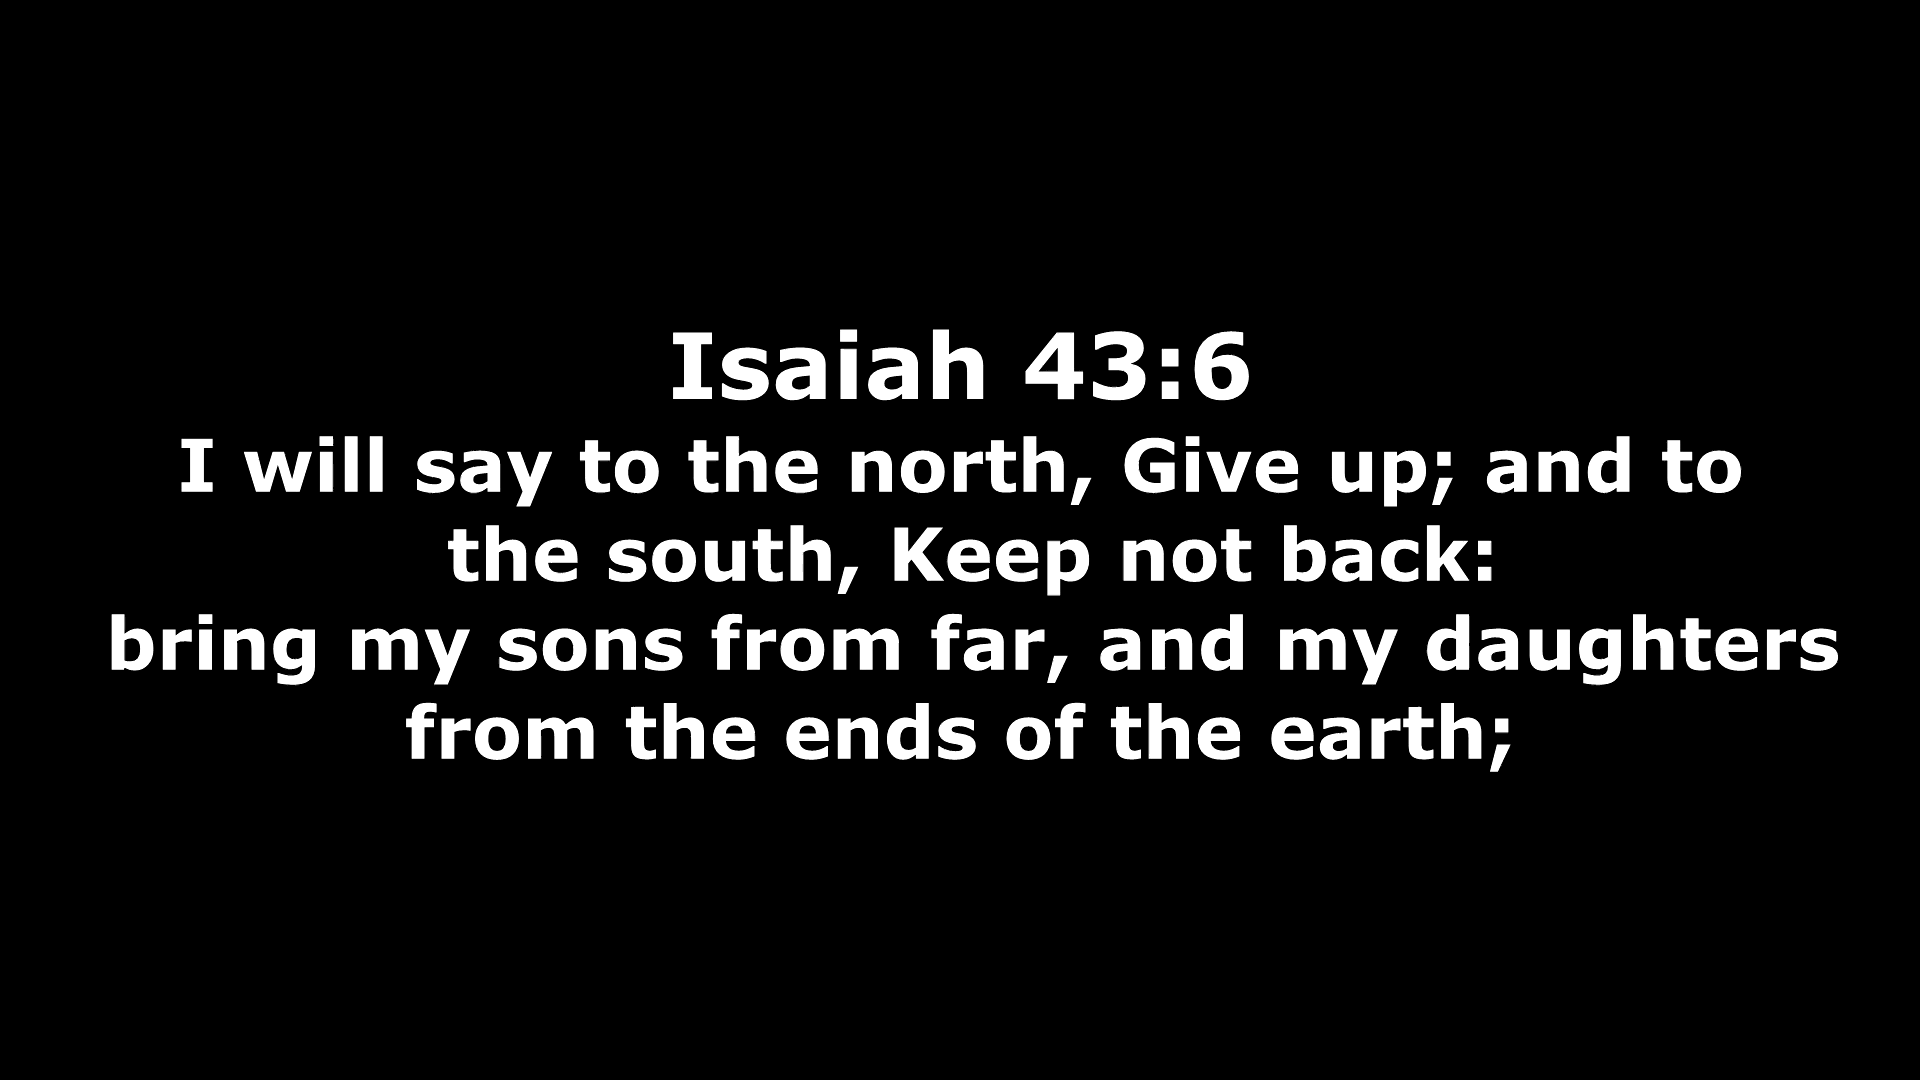 Isaiah 43:6
I will say to the north, Give up; and to
the south, Keep not back:
bring my sons from far, and my daughters
from the ends of the earth;